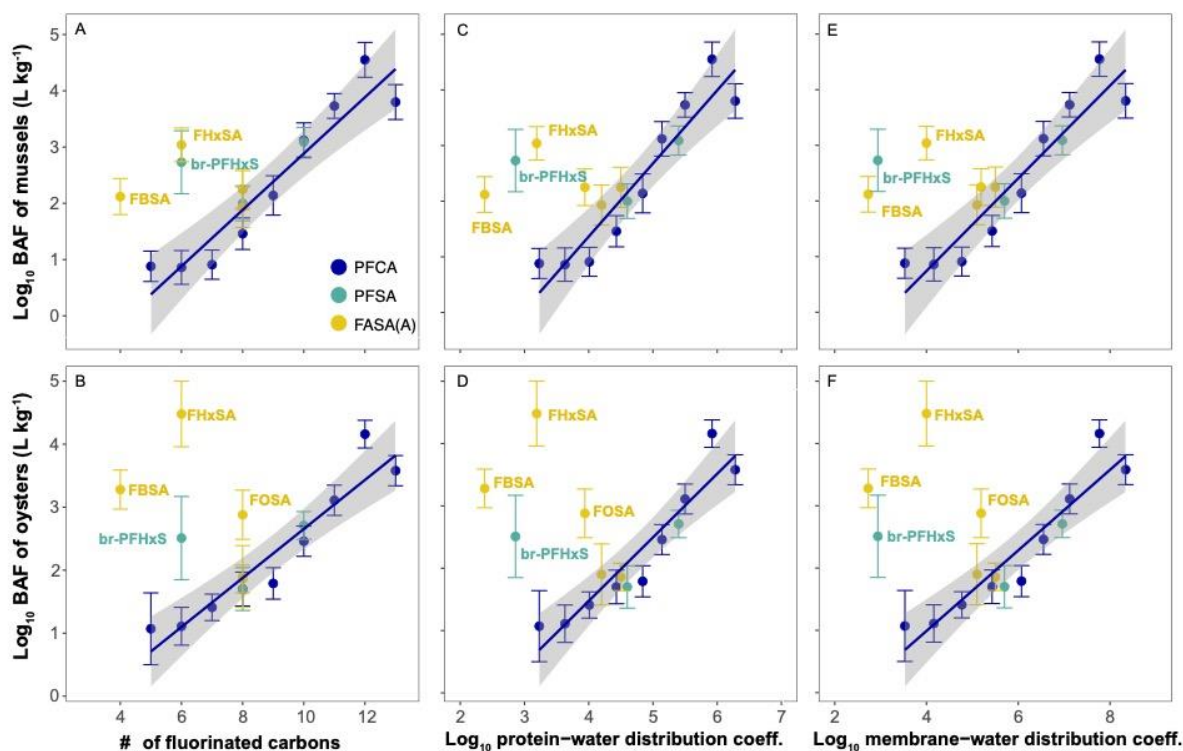 A
C
E
Log₁₀ BAF of mussels (L kg⁻¹)
5
4
3
2
1
0
FHxSA
br-PFHxS
FBSA
PFCA
PFSA
FASA(A)
FHxSA
br-PFHxS
FBSA
FHxSA
br-PFHxS
FBSA
B
D
F
Log₁₀ BAF of oysters (L kg⁻¹)
5
4
3
2
1
0
FHxSA
FBSA
FOSA
br-PFHxS
FHxSA
FBSA
FOSA
br-PFHxS
FHxSA
FBSA
FOSA
br-PFHxS
4 6 8 10 12
2 3 4 5 6 7
2 4 6 8
# of fluorinated carbons
Log₁₀ protein−water distribution coeff.
Log₁₀ membrane−water distribution coeff.